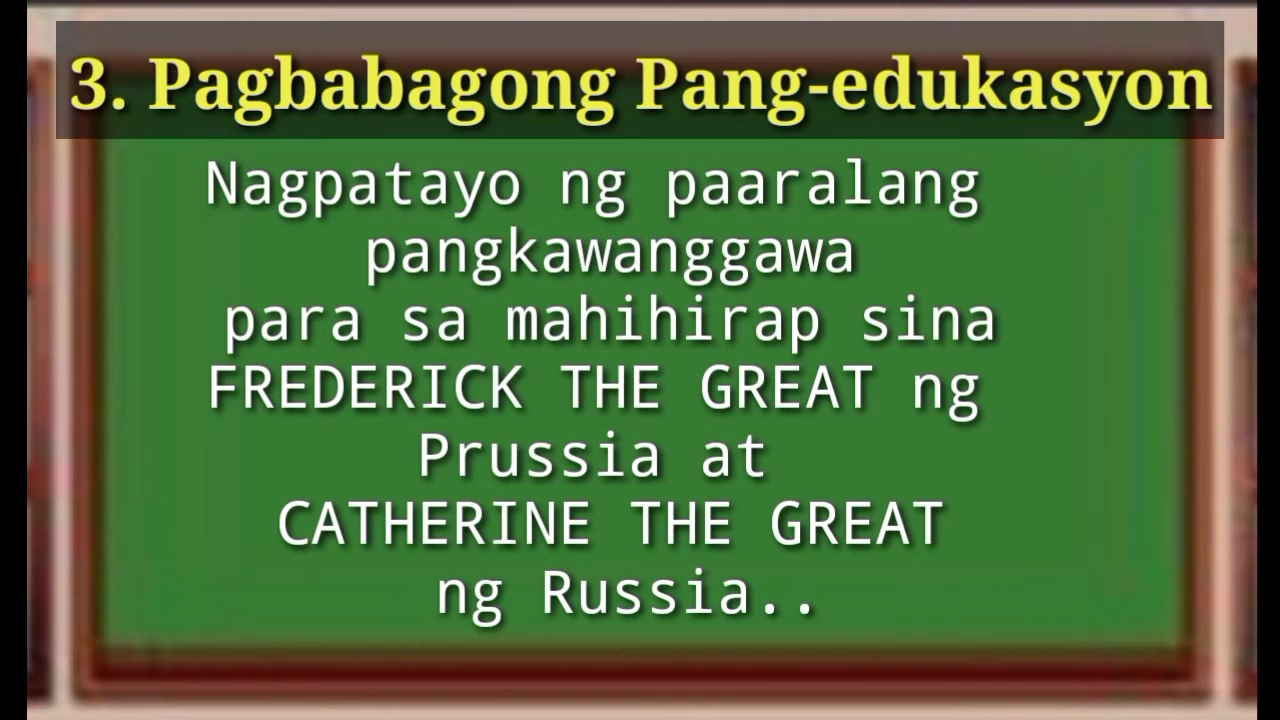 3. Pagbabagong Pang-edukasyon
Nagpatayo ng paaralang
pangkawanggawa
para sa mahihirap sina
FREDERICK THE GREAT ng
Prussia at
CATHERINE THE GREAT
ng Russia..